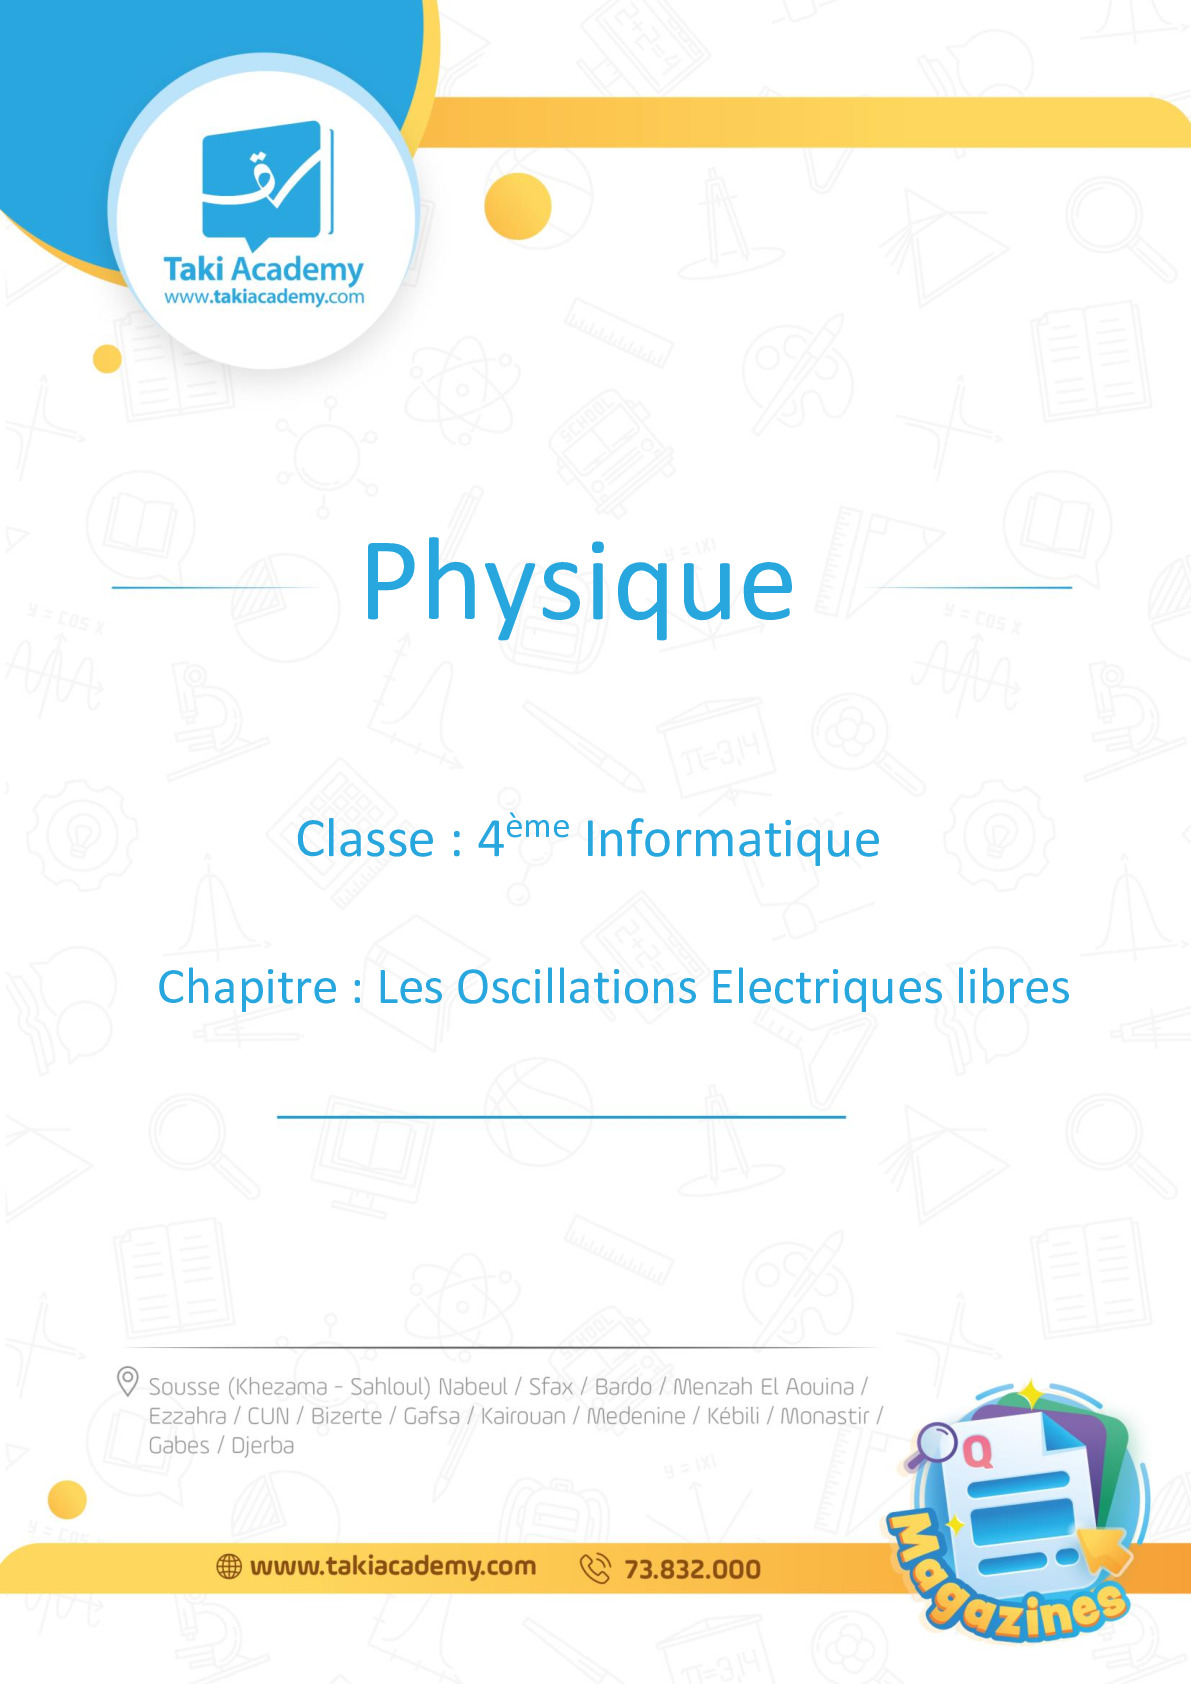 Taki Academy
www.takiacademy.com
Physique
Classe : 4ème Informatique
Chapitre : Les Oscillations Electriques libres
Sousse (Khezama - Sahloul) Nabeul / Sfax / Bardo / Menzah El Aouina /
Ezzahra / CUN / Bizerte / Gafsa / Kairouan / Medenine / Kébili / Monastir /
Gabes / Djerba
www.takiacademy.com
73.832.000
Q
Magazines